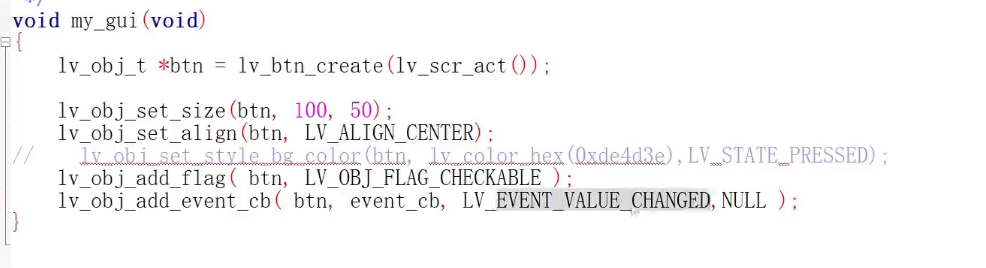 */
void my_gui(void)
{
    lv_obj_t *btn = lv_btn_create(lv_scr_act());
    lv_obj_set_size(btn, 100, 50);
    lv_obj_set_align(btn, LV_ALIGN_CENTER);
//    lv_obj_set_style_bg_color(btn, lv_color_hex(0xde4d3e),LV_STATE_PRESSED);
    lv_obj_add_flag( btn, LV_OBJ_FLAG_CHECKABLE );
    lv_obj_add_event_cb( btn, event_cb, LV_EVENT_VALUE_CHANGED,NULL );
}